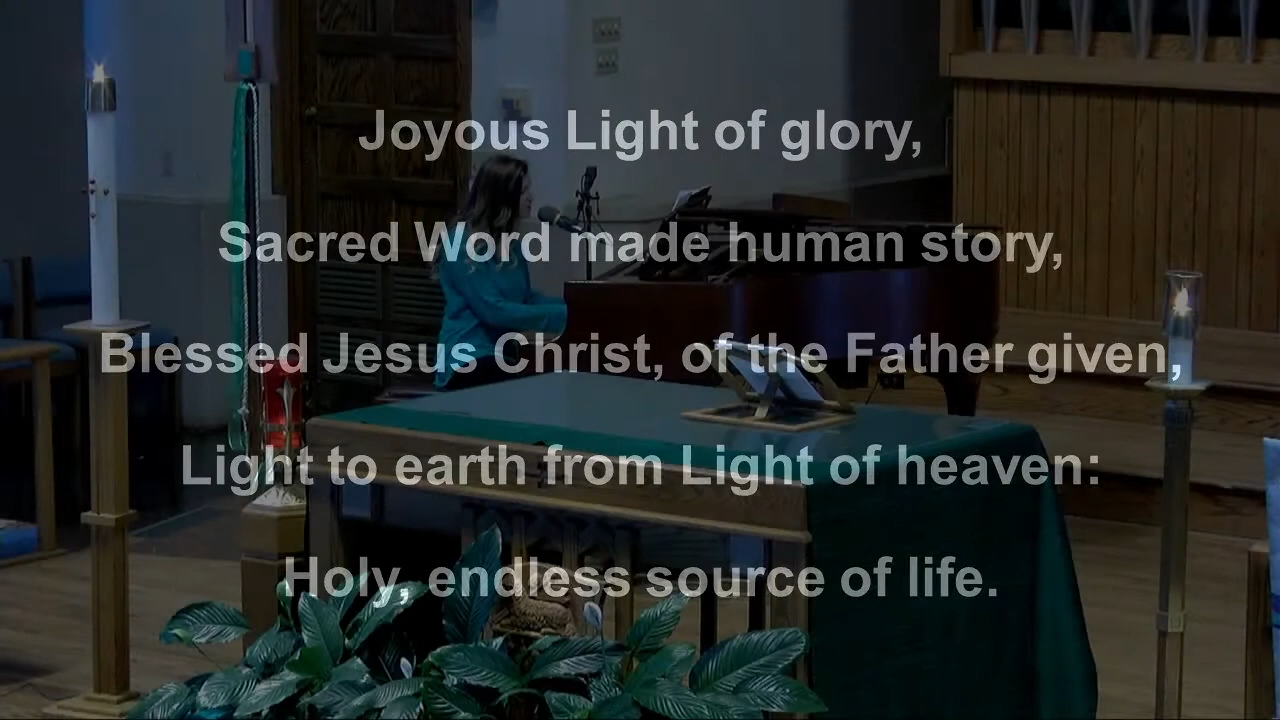 Joyous Light of glory,
Sacred Word made human story,
Blessed Jesus Christ, of the Father given,
Light to earth from Light of heaven:
Holy, endless source of life.